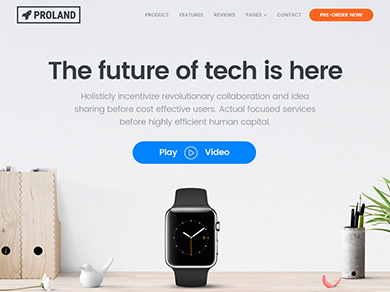 PROLAND
PRODUCT FEATURES REVIEWS PAGES CONTACT PRE-ORDER NOW
The future of tech is here
Holisticly incentivize revolutionary collaboration and idea
sharing before cost effective users. Actual focused services
before highly efficient human capital.
Play Video